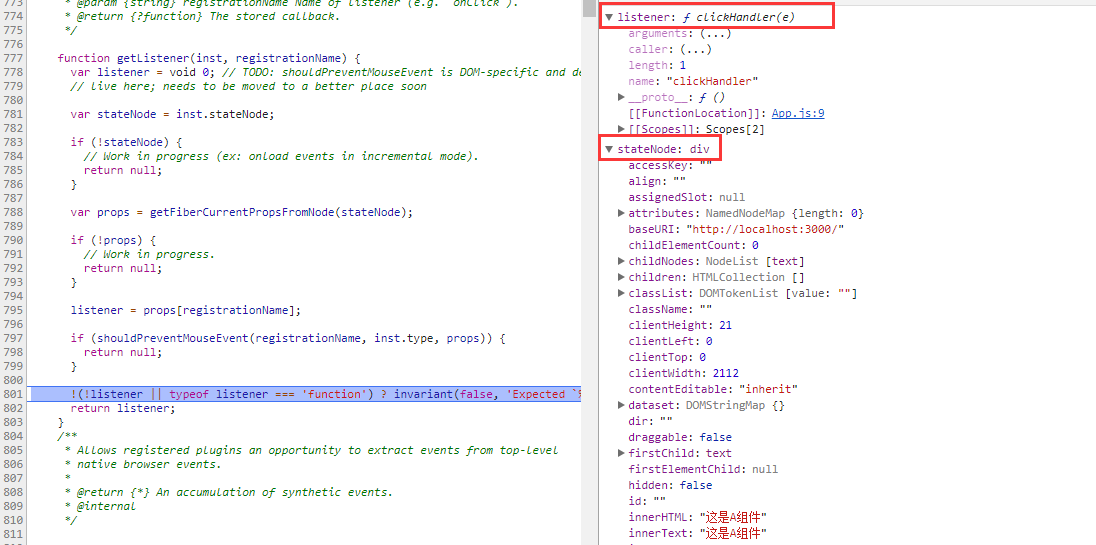 773 * @param {string} registrationName Name of listener (e.g. `onClick`).
774 * @return {?function} The stored callback.
775 */
776
777 function getListener(inst, registrationName) {
778 var listener = void 0; // TODO: shouldPreventMouseEvent is DOM-specific and de
779 // live here; needs to be moved to a better place soon
780
781 var stateNode = inst.stateNode;
782
783 if (!stateNode) {
784 // Work in progress (ex: onload events in incremental mode).
785 return null;
786 }
787
788 var props = getFiberCurrentPropsFromNode(stateNode);
789
790 if (!props) {
791 // Work in progress.
792 return null;
793 }
794
795 listener = props[registrationName];
796
797 if (shouldPreventMouseEvent(registrationName, inst.type, props)) {
798 return null;
799 }
800
801 !(!listener || typeof listener === 'function') ? invariant(false, 'Expected `%
802 return listener;
803 }
804 /**
805 * Allows registered plugins an opportunity to extract events from top-level
806 * native browser events.
807 *
808 * @return {*} An accumulation of synthetic events.
809 * @internal
810 */
811
▼ listener: ƒ clickHandler(e)
arguments: (...)
caller: (...)
length: 1
name: "clickHandler"
▶ __proto__: ƒ ()
[[FunctionLocation]]: App.js:9
▶ [[Scopes]]: Scopes[2]
▼ stateNode: div
accessKey: ""
align: ""
assignedSlot: null
▶ attributes: NamedNodeMap {length: 0}
baseURI: "http://localhost:3000/"
childElementCount: 0
▶ childNodes: NodeList [text]
▶ children: HTMLCollection []
▶ classList: DOMTokenList [value: ""]
className: ""
clientHeight: 21
clientLeft: 0
clientTop: 0
clientWidth: 2112
contentEditable: "inherit"
▶ dataset: DOMStringMap {}
dir: ""
draggable: false
▶ firstChild: text
firstElementChild: null
hidden: false
id: ""
innerHTML: "这是A组件"
innerText: "这是A组件"